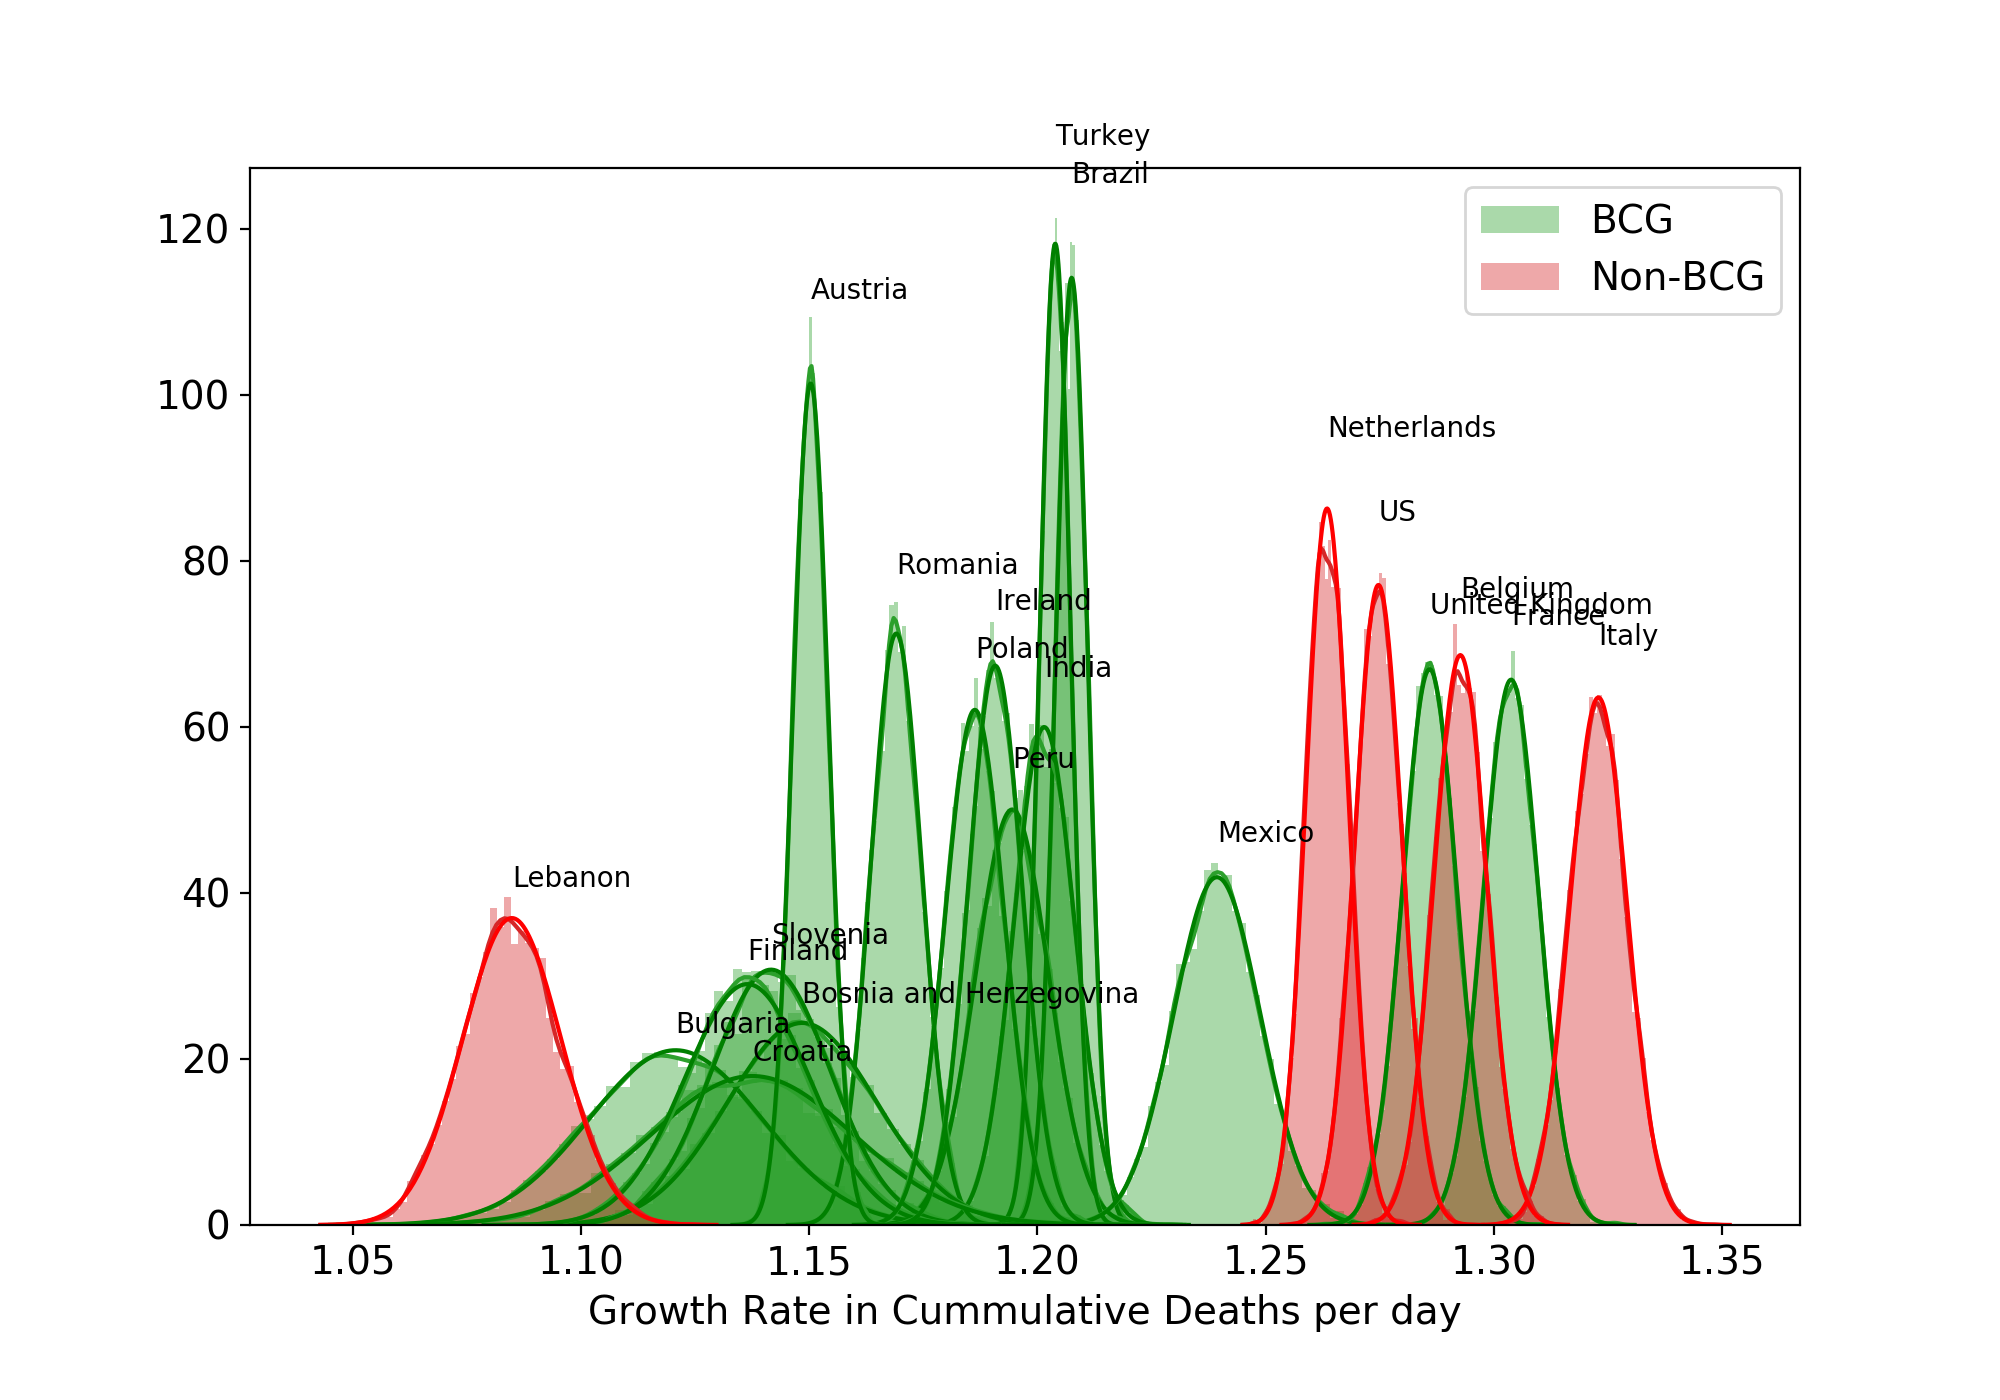 Turkey
Brazil
120
BCG
Non-BCG
Austria
100
Netherlands
US
80
Romania
Belgium
Ireland
United Kingdom
France
Italy
Poland
India
60
Peru
Mexico
40
Lebanon
Slovenia
Finland
Bosnia and Herzegovina
Bulgaria
20
Croatia
0
1.05 1.10 1.15 1.20 1.25 1.30 1.35
Growth Rate in Cummulative Deaths per day